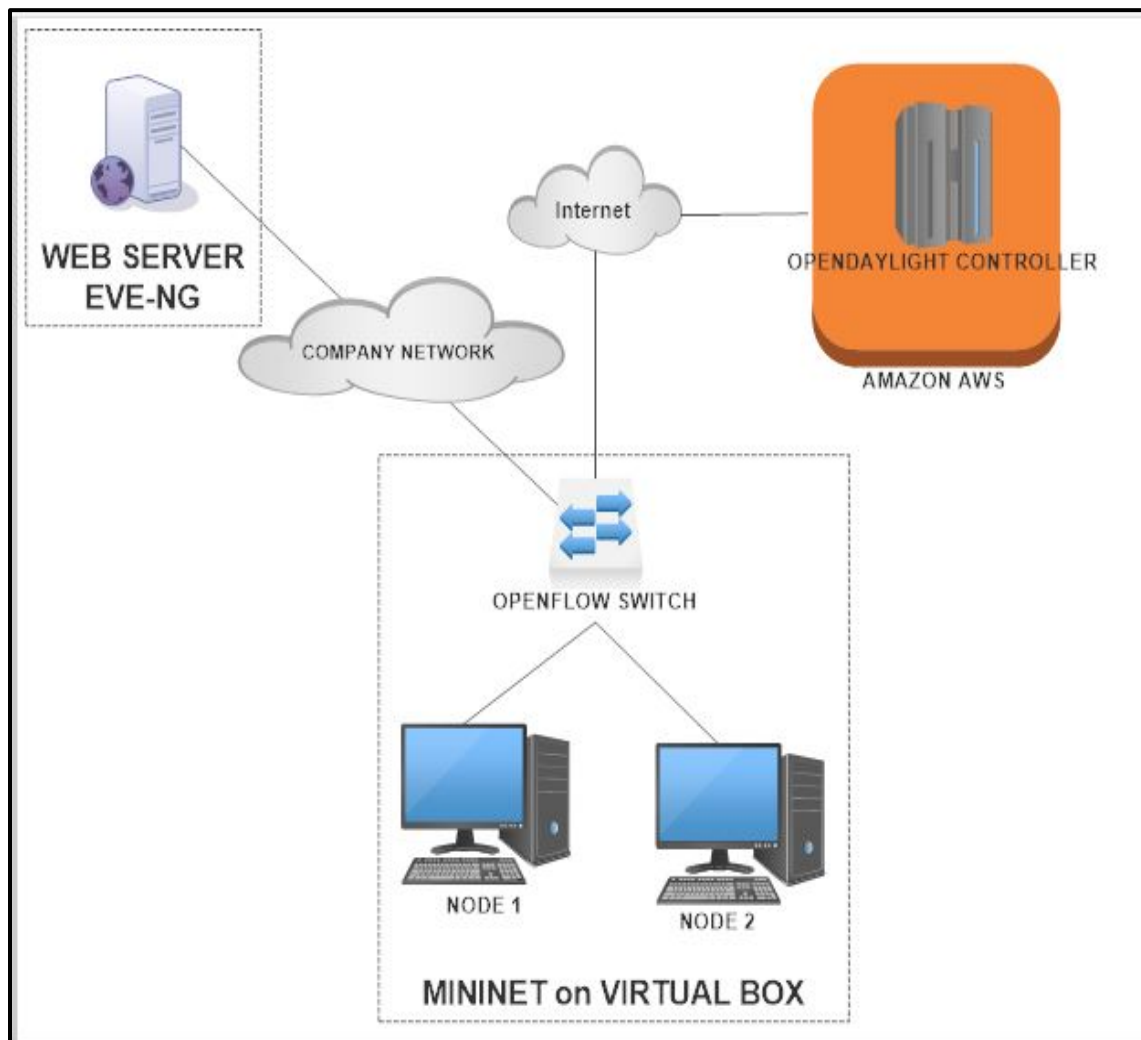 WEB SERVER
EVE-NG
Internet
OPENDAYLIGHT CONTROLLER
COMPANY NETWORK
AMAZON AWS
OPENFLOW SWITCH
NODE 1
NODE 2
MININET on VIRTUAL BOX